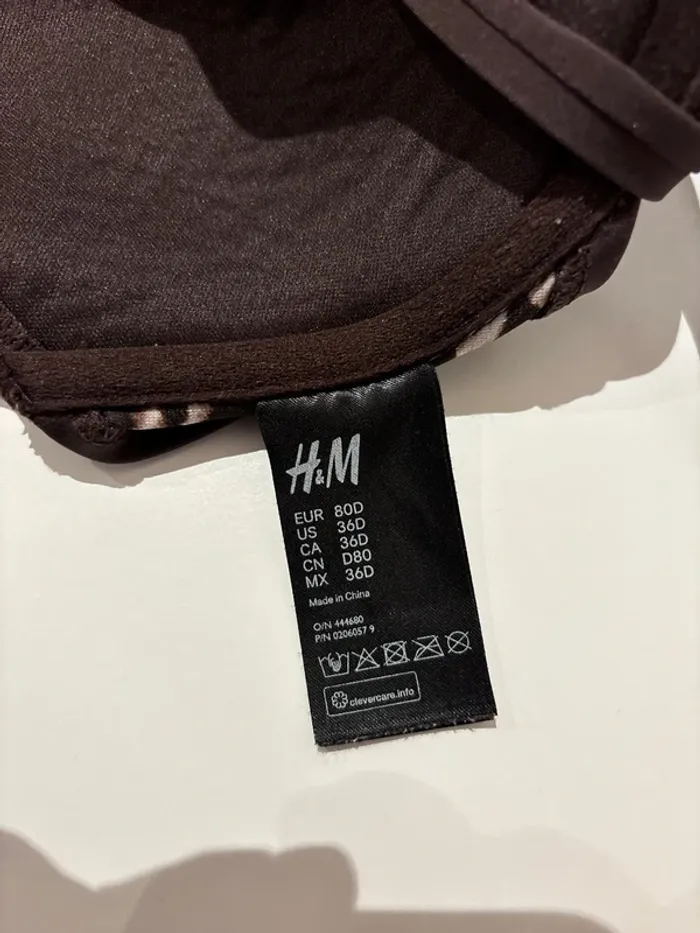 H&M
EUR 80D
US 36D
CA 36D
CN D80
MX 36D
Made in China
O/N 444680
P/N 0206057 9
clevercare.info